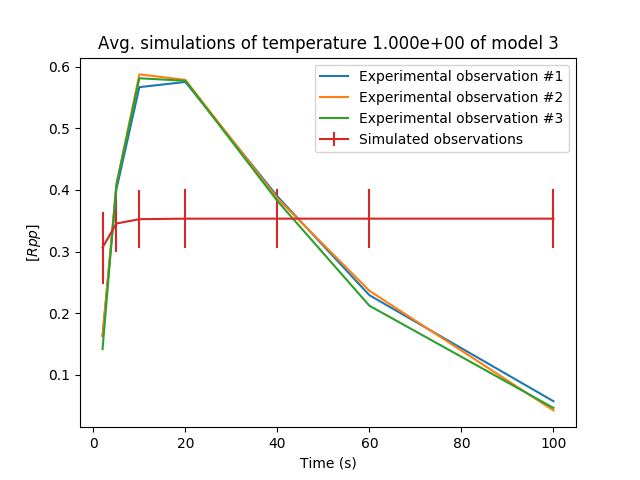 Avg. simulations of temperature 1.000e+00 of model 3
Experimental observation #1
Experimental observation #2
Experimental observation #3
Simulated observations
[Rpp]
0.6
0.5
0.4
0.3
0.2
0.1
0 20 40 60 80 100
Time (s)